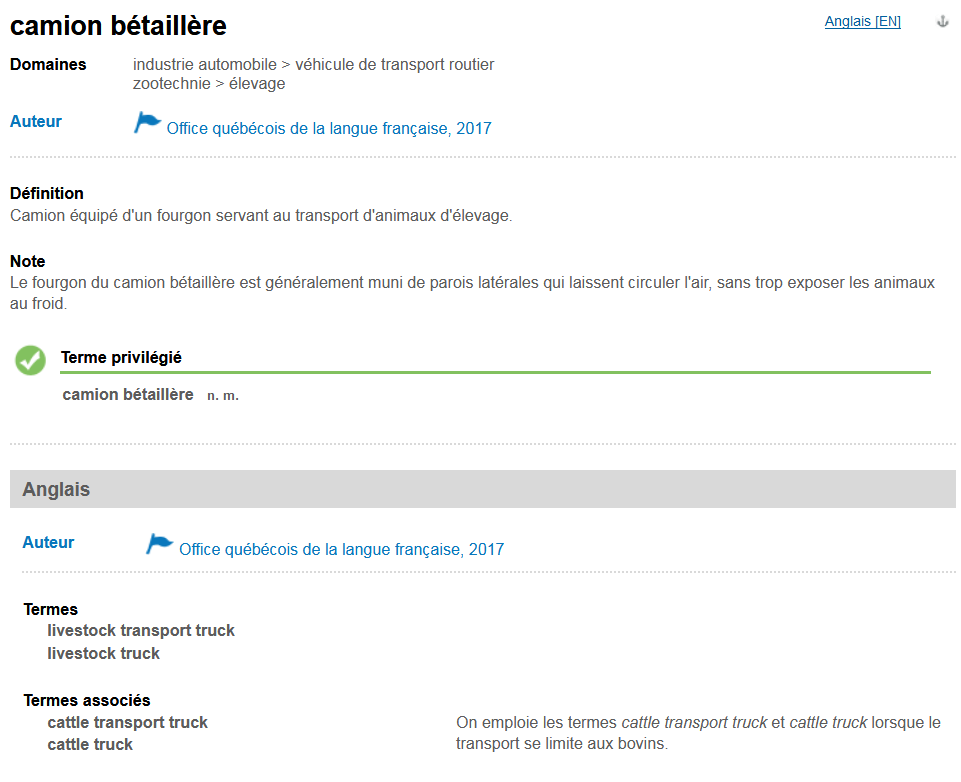 camion bétaillère
Anglais [EN]
Domaines
industrie automobile > véhicule de transport routier
zootechnie > élevage
Auteur
Office québécois de la langue française, 2017
Définition
Camion équipé d'un fourgon servant au transport d'animaux d'élevage.
Note
Le fourgon du camion bétaillère est généralement muni de parois latérales qui laissent circuler l'air, sans trop exposer les animaux
au froid.
Terme privilégié
camion bétaillère n. m.
Anglais
Auteur
Office québécois de la langue française, 2017
Termes
livestock transport truck
livestock truck
Termes associés
cattle transport truck
cattle truck
On emploie les termes cattle transport truck et cattle truck lorsque le
transport se limite aux bovins.